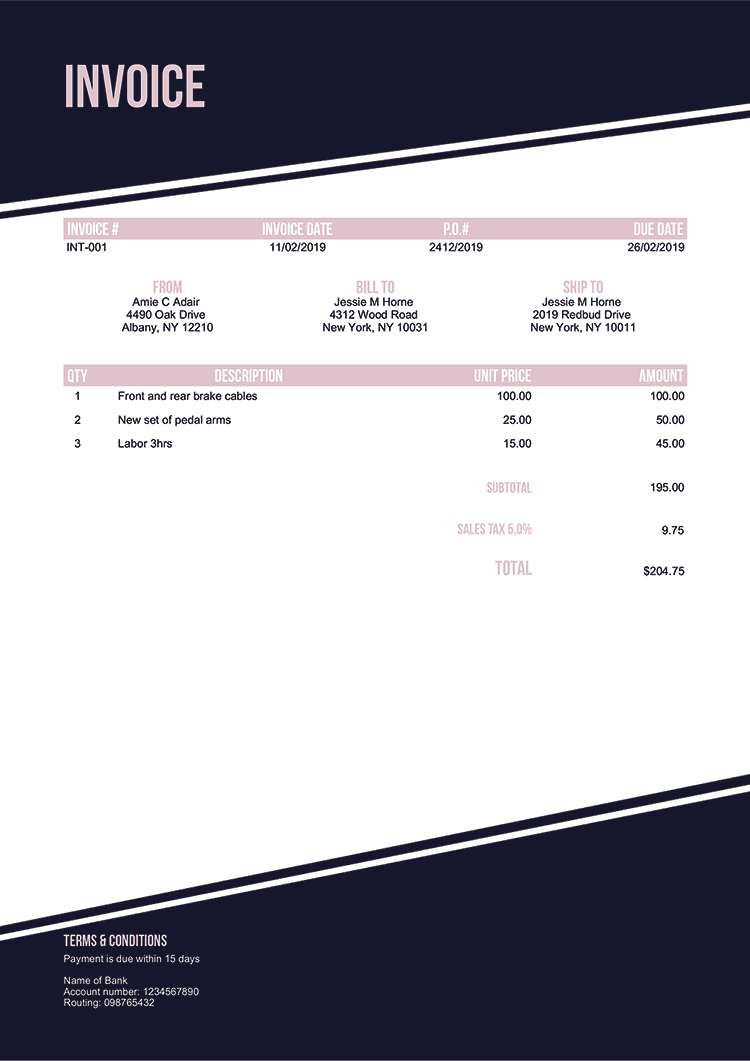 INVOICE
INVOICE # INVOICE DATE P.O.# DUE DATE
INT-001 11/02/2019 2412/2019 26/02/2019
FROM BILL TO SHIP TO
Amie C Adair Jessie M Horne Jessie M Horne
4490 Oak Drive 4312 Wood Road 2019 Redbud Drive
Albany, NY 12210 New York, NY 10031 New York, NY 10011
QTY DESCRIPTION UNIT PRICE AMOUNT
1 Front and rear brake cables 100.00 100.00
2 New set of pedal arms 25.00 50.00
3 Labor 3hrs 15.00 45.00
SUBTOTAL 195.00
SALES TAX 5.0% 9.75
TOTAL $204.75
TERMS & CONDITIONS
Payment is due within 15 days
Name of Bank
Account number: 1234567890
Routing: 098765432